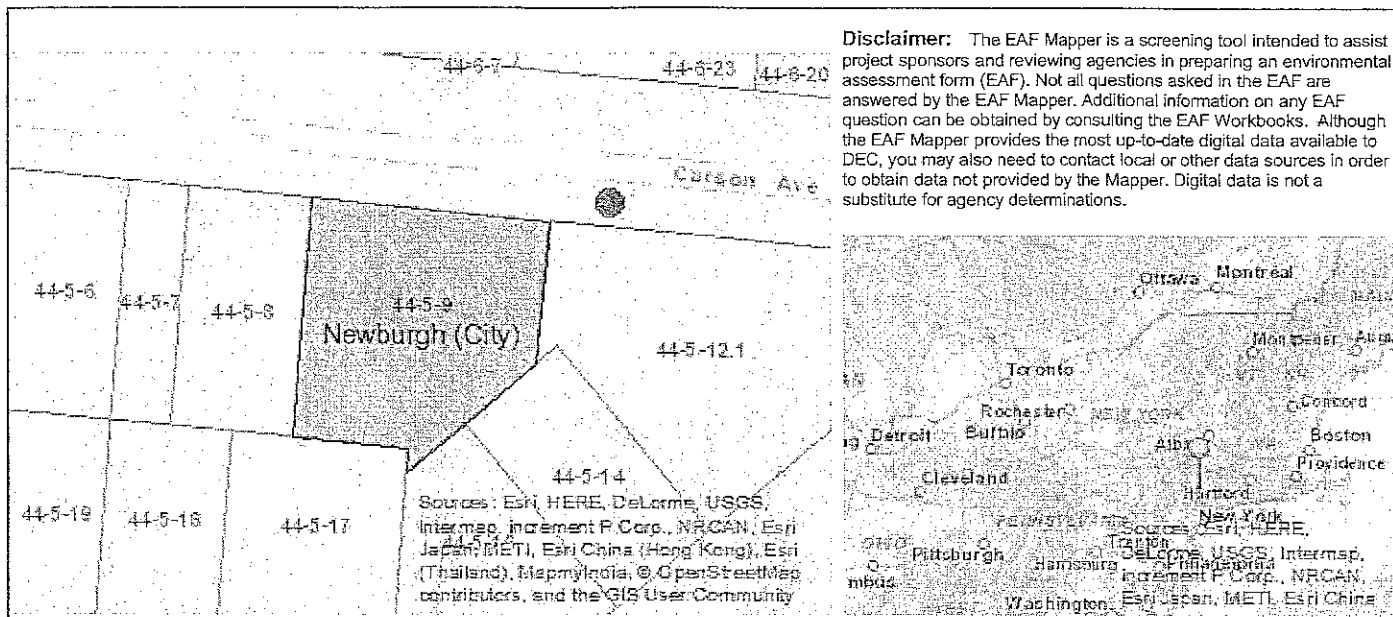 Disclaimer: The EAF Mapper is a screening tool intended to assist
project sponsors and reviewing agencies in preparing an environmental
assessment form (EAF). Not all questions asked in the EAF are
answered by the EAF Mapper. Additional information on any EAF
question can be obtained by consulting the EAF Workbooks. Although
the EAF Mapper provides the most up-to-date digital data available to
DEC, you may also need to contact local or other data sources in order
to obtain data not provided by the Mapper. Digital data is not a
substitute for agency determinations.
44-6-7
44-6-23
44-6-20
Carson Ave
44-5-6
44-5-7
44-5-8
44-5-9
Newburgh (City)
44-5-12.1
44-5-14
44-5-19
44-5-18
44-5-17
Sources: Esri, HERE, DeLorme, USGS,
Intermap, increment P Corp., NRCAN, Esri
Japan, METI, Esri China (Hong Kong), Esri
(Thailand), MapmyIndia, © OpenStreetMap
contributors, and the GIS User Community
Ottawa
Montréal
Montpelier
Augu
Toronto
Rochester
NEW YORK
Concord
Detroit
Buffalo
Alba
Boston
Providence
Cleveland
Hartford
New York
OHIO
Pittsburgh
Harrisburg
Trenton
Philadelphia
mbus
Washington
Sources: Esri, HERE,
DeLorme, USGS, Intermap,
increment P Corp., NRCAN,
Esri Japan, METI, Esri China